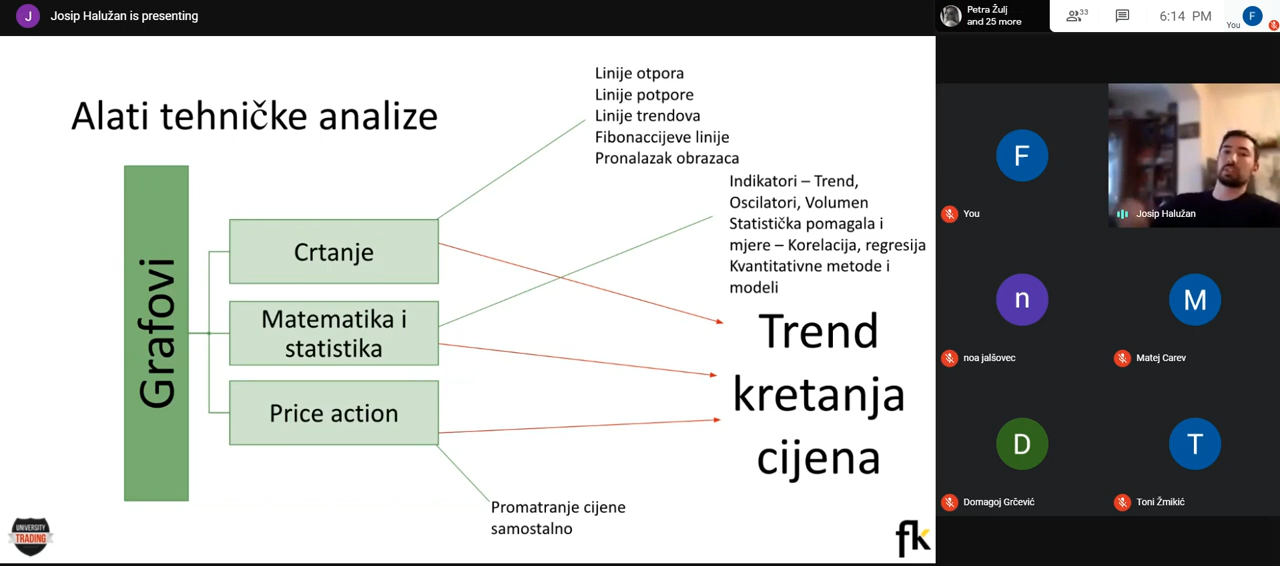 J
Josip Halužan is presenting
Petra Žulj
and 25 more
33
6:14 PM
You
F
Alati tehničke analize
Linije otpora
Linije potpore
Linije trendova
Fibonaccijeve linije
Pronalazak obrazaca
Indikatori – Trend,
Oscilatori, Volumen
Statistička pomagala i
mjere – Korelacija, regresija
Kvantitativne metode i
modeli
Grafovi
Crtanje
Matematika i
statistika
Price action
Trend
kretanja
cijena
Promatranje cijene
samostalno
UNIVERSITY
TRADING
fk
F
You
Josip Halužan
n
noa jalšovec
M
Matej Carev
D
Domagoj Grčević
T
Toni Žmikić